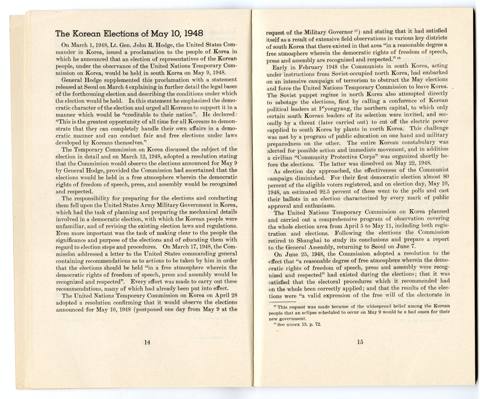 The Korean Elections of May 10, 1948
On March 1, 1948, Lt. Gen. John R. Hodge, the United States Com-
mander in Korea, issued a proclamation to the people of Korea in
which he announced that an election of representatives of the Korean
people, under the observance of the United Nations Temporary Com-
mission on Korea, would be held in south Korea on May 9, 1948.
General Hodge supplemented this proclamation with a statement
released at Seoul on March 4 explaining in further detail the legal bases
of the forthcoming election and describing the conditions under which
the election would be held. In this statement he emphasized the demo-
cratic character of the election and urged all Koreans to support it in a
manner which would be "creditable to their nation". He declared:
"This is the greatest opportunity of all time for all Koreans to demon-
strate that they can completely handle their own affairs in a demo-
cratic manner and can conduct fair and free elections under laws
developed by Koreans themselves."
The Temporary Commission on Korea discussed the subject of the
election in detail and on March 12, 1948, adopted a resolution stating
that the Commission would observe the elections announced for May 9
by General Hodge, provided the Commission had ascertained that the
elections would be held in a free atmosphere wherein the democratic
rights of freedom of speech, press, and assembly would be recognized
and respected.
The responsibility for preparing for the elections and conducting
them fell upon the United States Army Military Government in Korea,
which had the task of planning and preparing the mechanical details
involved in a democratic election, with which the Korean people were
unfamiliar, and of revising the existing election laws and regulations.
Even more important was the task of making clear to the people the
significance and purpose of the elections and of educating them with
regard to election steps and procedures. On March 17, 1948, the Com-
mission addressed a letter to the United States commanding general
containing recommendations as to actions to be taken by him in order
that the elections should be held "in a free atmosphere wherein the
democratic rights of freedom of speech, press and assembly would be
recognized and respected". Every effort was made to carry out these
recommendations, many of which had already been put into effect.
The United Nations Temporary Commission on Korea on April 28
adopted a resolution confirming that it would observe the elections
announced for May 10, 1948 (postponed one day from May 9 at the
14
request of the Military Governor ) and stating that it had satisfied
itself as a result of extensive field observations in various key districts
of south Korea that there existed in that area "in a reasonable degree a
free atmosphere wherein the democratic rights of freedom of speech,
press and assembly are recognized and respected."
Early in February 1948 the Communists in south Korea, acting
under instructions from Soviet-occupied north Korea, had embarked
on an intensive campaign of terrorism to obstruct the May elections
and force the United Nations Temporary Commission to leave Korea.
The Soviet puppet regime in north Korea also attempted directly
to sabotage the elections, first by calling a conference of Korean
political leaders at P'yongyang, the northern capital, to which only
certain south Korean leaders of its selection were invited, and sec-
ondly by a threat (later carried out) to cut off the electric power
supplied to south Korea by plants in north Korea. This challenge
was met by a program of public education on one hand and military
preparedness on the other. The entire Korean constabulary was
alerted for possible action and immediate movement, and in addition
a civilian "Community Protective Corps" was organized shortly be-
fore the elections. The latter was dissolved on May 22, 1948.
As election day approached, the effectiveness of the Communist
campaign diminished. For their first democratic election almost 80
percent of the eligible voters registered, and on election day, May 10,
1948, an estimated 92.5 percent of these went to the polls and cast
their ballots in an election characterized by every mark of public
approval and enthusiasm.
The United Nations Temporary Commission on Korea planned
and carried out a comprehensive program of observation covering
the whole election area from April 5 to May 11, including both regis-
tration and elections. Following the elections the Commission
retired to Shanghai to study its conclusions and prepare a report
to the General Assembly, returning to Seoul on June 7.
On June 25, 1948, the Commission adopted a resolution to the
effect that "a reasonable degree of free atmosphere wherein the demo-
cratic rights of freedom of speech, press and assembly were recog-
nized and respected" had existed during the elections; that it was
satisfied that the electoral procedures which it recommended had
on the whole been correctly applied; and that the results of the elec-
tions were "a valid expression of the free will of the electorate in
This request was made because of the widespread belief among the Korean
people that an eclipse scheduled to occur on May 9 would be a bad omen for their
new government.
See annex 13, p. 72.
15